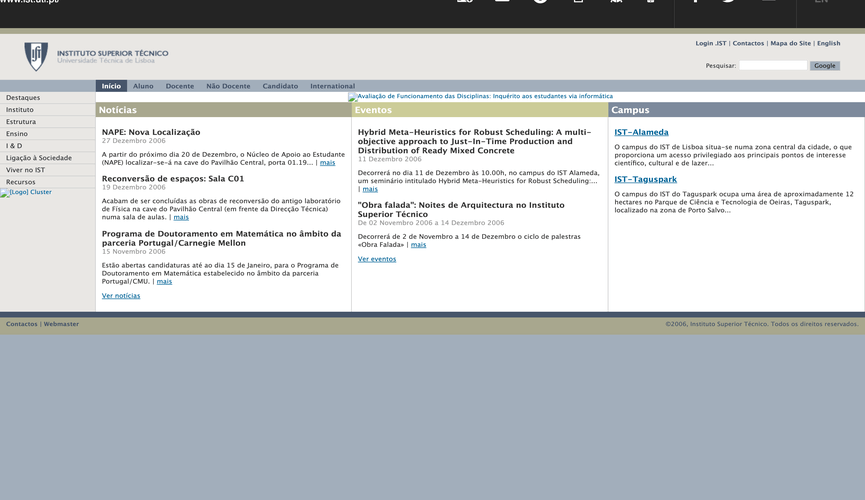 www.ist.utl.pt/
EN
INSTITUTO SUPERIOR TÉCNICO
Universidade Técnica de Lisboa
Login .IST | Contactos | Mapa do Site | English
Pesquisar:
Google
Início Aluno Docente Não Docente Candidato International
Destaques
Instituto
Estrutura
Ensino
I & D
Ligação à Sociedade
Viver no IST
Recursos
[Logo] Cluster
Avaliação de Funcionamento das Disciplinas: Inquérito aos estudantes via informática
Notícias
NAPE: Nova Localização
27 Dezembro 2006
A partir do próximo dia 20 de Dezembro, o Núcleo de Apoio ao Estudante
(NAPE) localizar-se-á na cave do Pavilhão Central, porta 01.19... | mais
Reconversão de espaços: Sala C01
19 Dezembro 2006
Acabam de ser concluídas as obras de reconversão do antigo laboratório
de Física na cave do Pavilhão Central (em frente da Direcção Técnica)
numa sala de aulas. | mais
Programa de Doutoramento em Matemática no âmbito da
parceria Portugal/Carnegie Mellon
15 Novembro 2006
Estão abertas candidaturas até ao dia 15 de Janeiro, para o Programa de
Doutoramento em Matemática estabelecido no âmbito da parceria
Portugal/CMU. | mais
Ver notícias
Eventos
Hybrid Meta-Heuristics for Robust Scheduling: A multi-
objective approach to Just-In-Time Production and
Distribution of Ready Mixed Concrete
11 Dezembro 2006
Decorrerá no dia 11 de Dezembro às 10.00h, no campus do IST Alameda,
um seminário intitulado Hybrid Meta-Heuristics for Robust Scheduling:...
| mais
"Obra falada": Noites de Arquitectura no Instituto
Superior Técnico
De 02 Novembro 2006 a 14 Dezembro 2006
Decorrerá de 2 de Novembro a 14 de Dezembro o ciclo de palestras
«Obra Falada» | mais
Ver eventos
Campus
IST-Alameda
O campus do IST de Lisboa situa-se numa zona central da cidade, o que
proporciona um acesso privilegiado aos principais pontos de interesse
científico, cultural e de lazer...
IST-Taguspark
O campus do IST do Taguspark ocupa uma área de aproximadamente 12
hectares no Parque de Ciência e Tecnologia de Oeiras, Taguspark,
localizado na zona de Porto Salvo...
Contactos | Webmaster
©2006, Instituto Superior Técnico. Todos os direitos reservados.